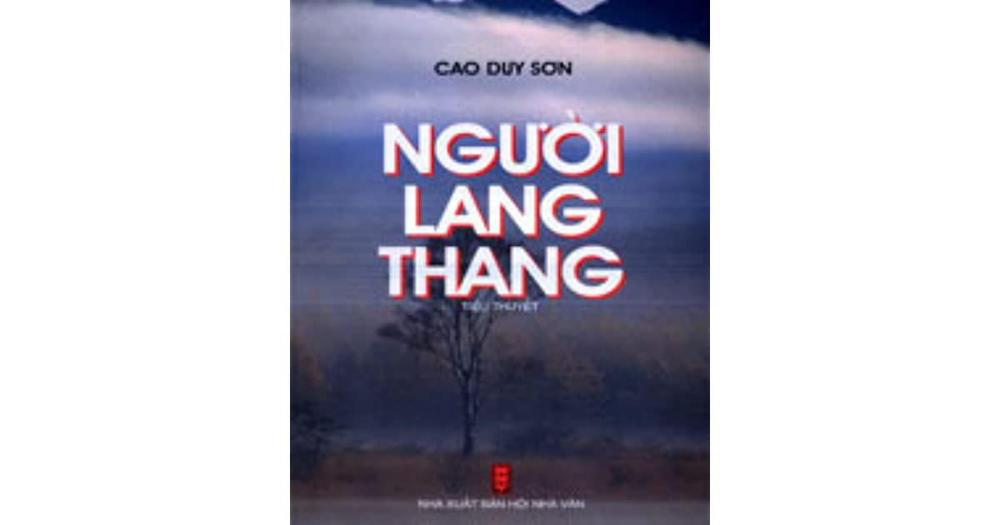 CAO DUY SƠN
NGƯỜI
LANG
THANG
TIỂU THUYẾT
NHÀ XUẤT BẢN HỘI NHÀ VĂN